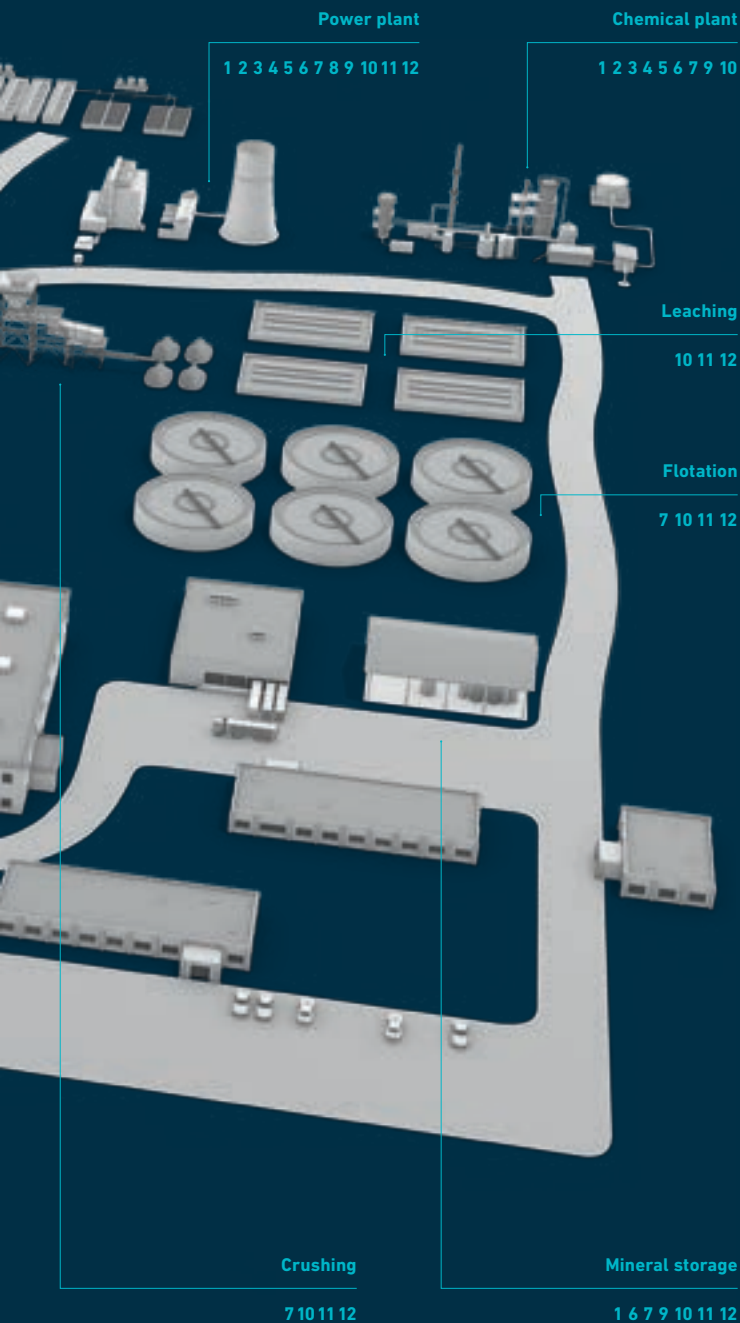 Power plant
1 2 3 4 5 6 7 8 9 10 11 12
Chemical plant
1 2 3 4 5 6 7 9 10
Leaching
10 11 12
Flotation
7 10 11 12
Crushing
7 10 11 12
Mineral storage
1 6 7 9 10 11 12